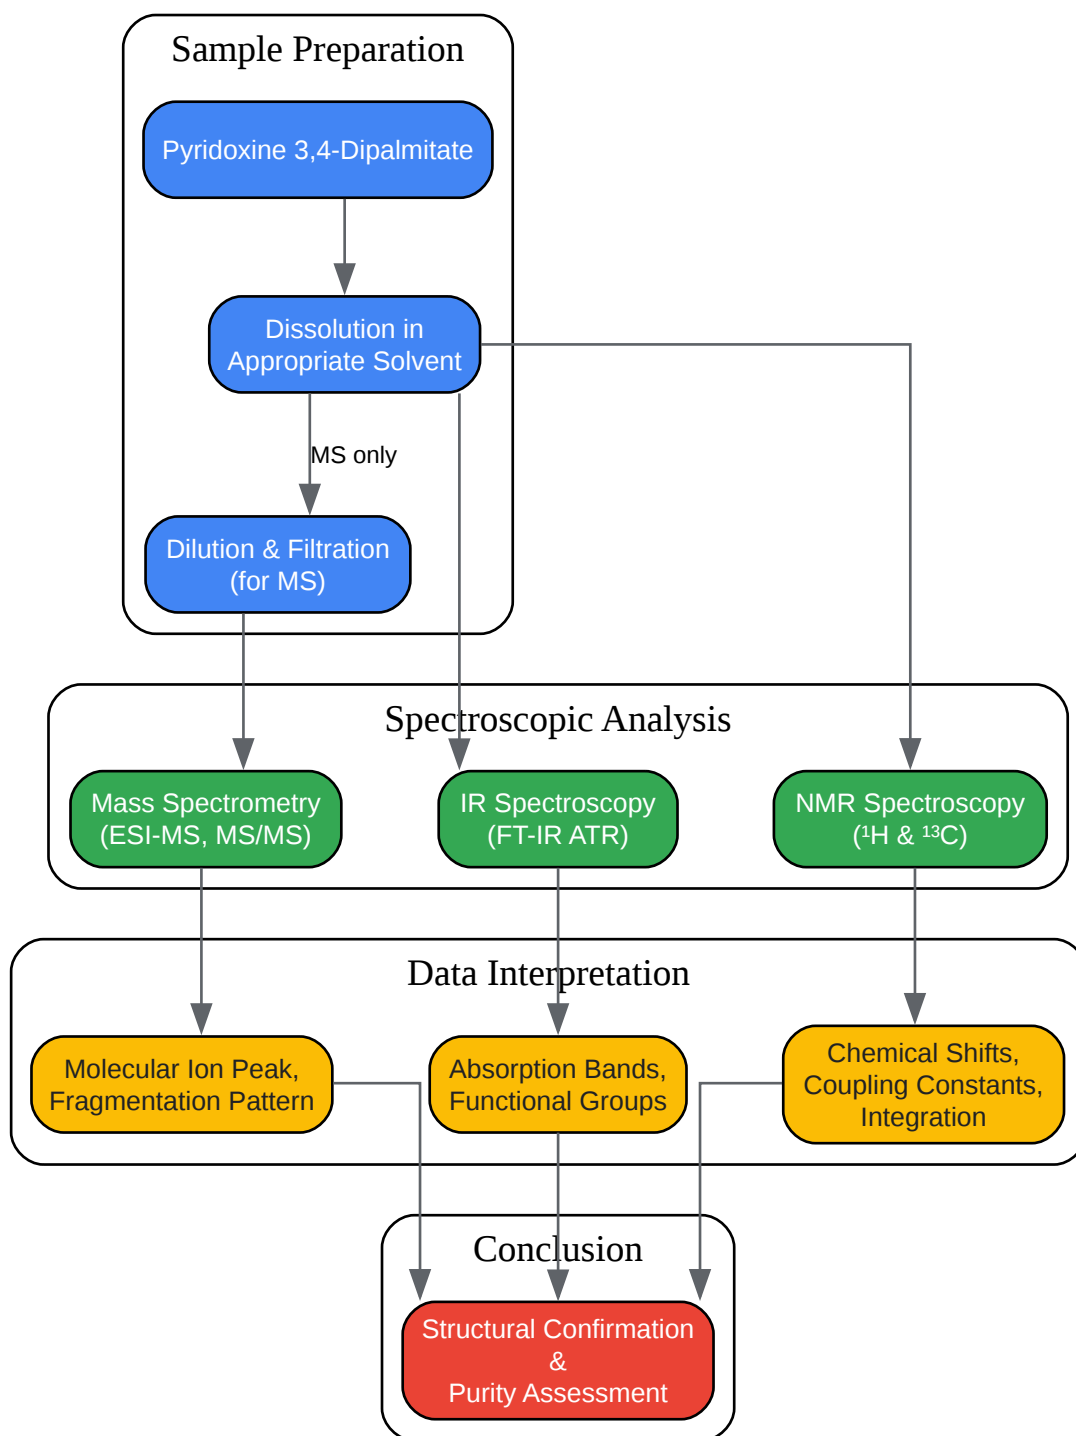 Sample Preparation
Pyridoxine 3,4-Dipalmitate
Dissolution in
Appropriate Solvent
MS only
Dilution & Filtration
(for MS)
Spectroscopic Analysis
Mass Spectrometry
(ESI-MS, MS/MS)
IR Spectroscopy
(FT-IR ATR)
NMR Spectroscopy
(¹H & ¹³C)
Data Interpretation
Molecular Ion Peak,
Fragmentation Pattern
Absorption Bands,
Functional Groups
Chemical Shifts,
Coupling Constants,
Integration
Conclusion
Structural Confirmation
&
Purity Assessment